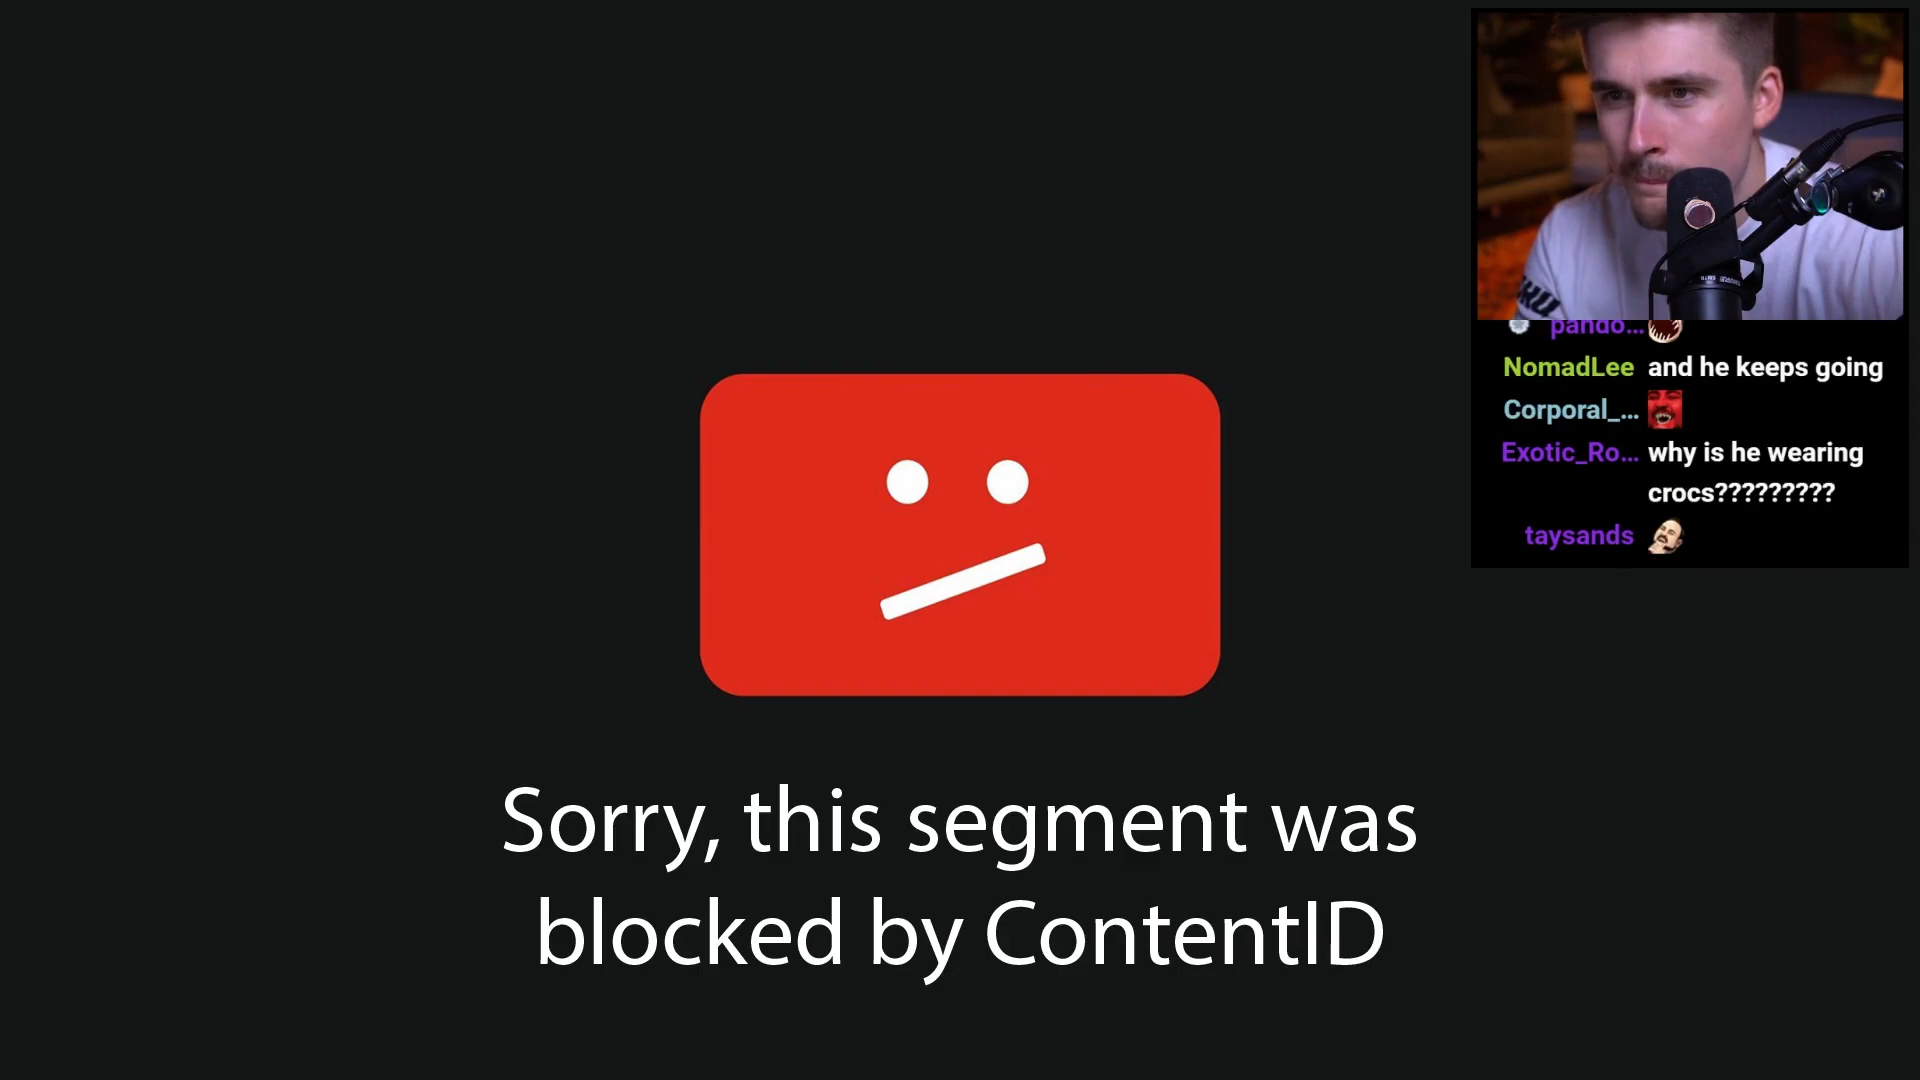 pando...
NomadLee and he keeps going
Corporal_...
Exotic_Ro... why is he wearing
crocs?????????
taysands
Sorry, this segment was
blocked by ContentID